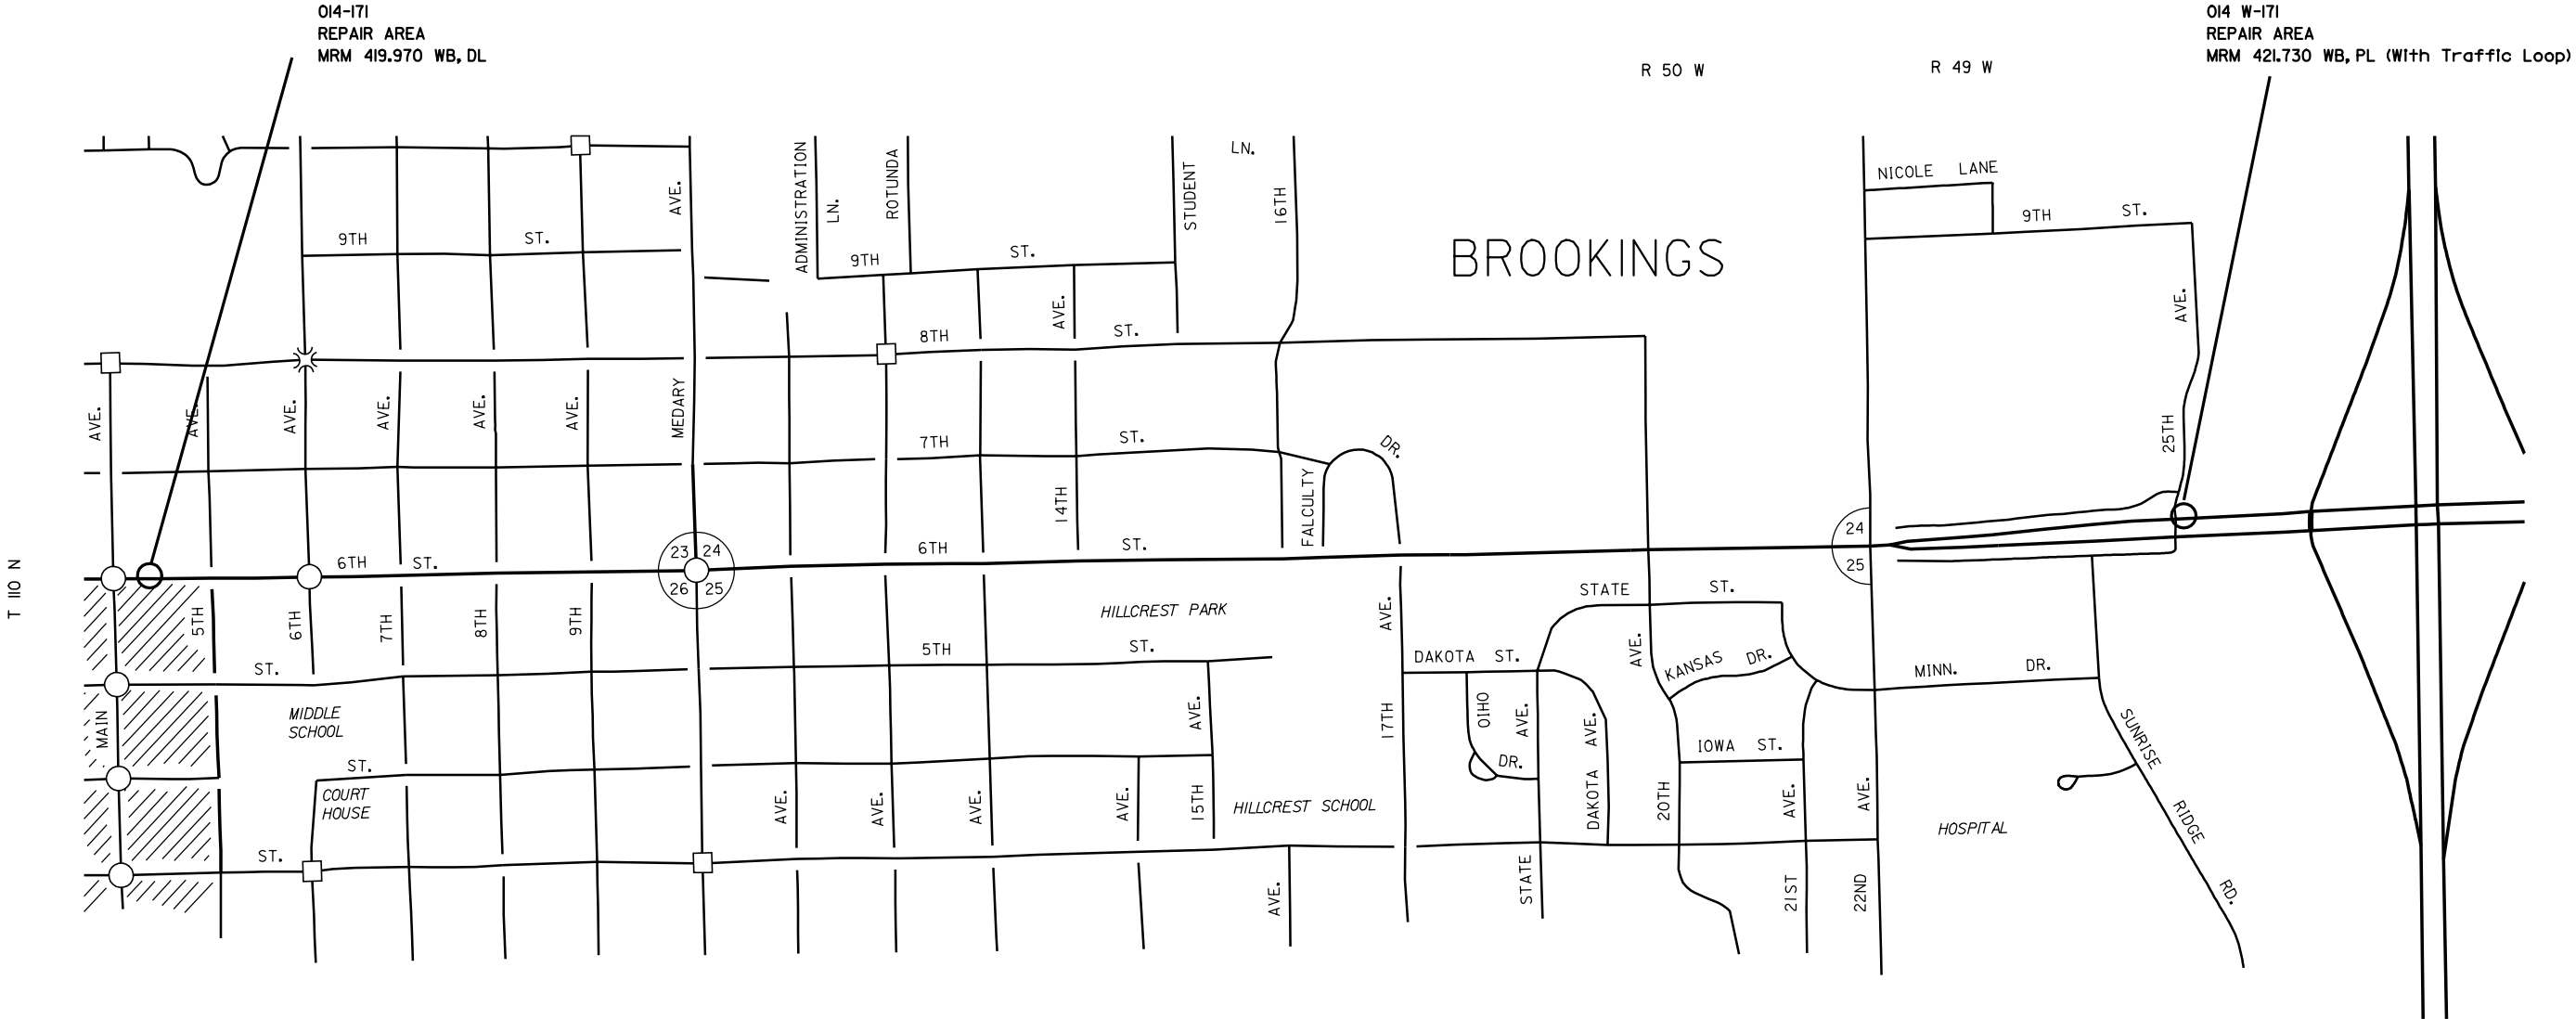 014-171
REPAIR AREA
MRM 419.970 WB, DL
014 W-171
REPAIR AREA
MRM 421.730 WB, PL (With Traffic Loop)
R 50 W
R 49 W
T 110 N
BROOKINGS
AVE.
ADMINISTRATION
LN.
ROTUNDA
STUDENT
LN.
16TH
NICOLE LANE
9TH ST.
9TH ST.
9TH ST.
AVE.
AVE.
8TH ST.
AVE.
AVE.
AVE.
AVE.
AVE.
AVE.
MEDARY
7TH ST.
DR.
25TH
14TH
FALCULTY
6TH ST.
6TH ST.
23 24
26 25
24
25
5TH
6TH
7TH
8TH
9TH
HILLCREST PARK
AVE.
STATE ST.
ST.
5TH ST.
DAKOTA ST.
AVE.
KANSAS DR.
MINN. DR.
MAIN
MIDDLE
SCHOOL
AVE.
17TH
OHIO
AVE.
AVE.
IOWA ST.
SUNRISE
RIDGE
RD.
ST.
COURT
HOUSE
DR.
AVE.
AVE.
AVE.
AVE.
15TH
HILLCREST SCHOOL
DAKOTA
20TH
AVE.
AVE.
HOSPITAL
ST.
AVE.
STATE
21ST
22ND